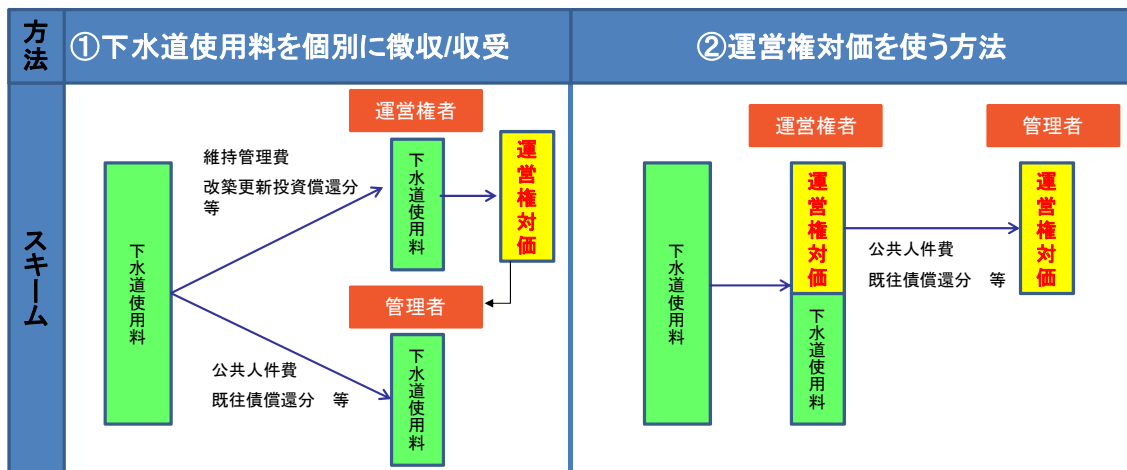 方法
①下水道使用料を個別に徴収/収受
②運営権対価を使う方法
スキーム
運営権者
維持管理費
改築更新投資償還分
等
下水道使用料
下水道使用料
運営権対価
管理者
公共人件費
既往債償還分　等
下水道使用料
運営権者
管理者
下水道使用料
運営権対価
下水道使用料
公共人件費
既往債償還分　等
運営権対価